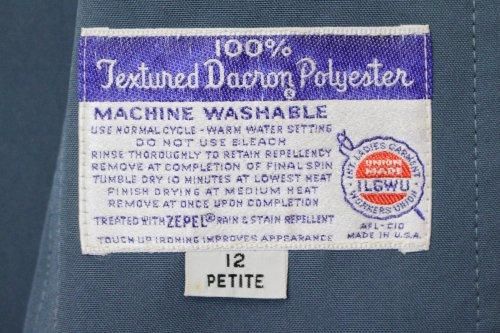 100%
Textured Dacron® Polyester
MACHINE WASHABLE
USE NORMAL CYCLE - WARM WATER SETTING
DO NOT USE BLEACH
RINSE THOROUGHLY TO RETAIN REPELLENCY
REMOVE AT COMPLETION OF FINAL SPIN
TUMBLE DRY 10 MINUTES AT LOWEST HEAT
FINISH DRYING AT MEDIUM HEAT
REMOVE AT ONCE UPON COMPLETION
TREATED WITH ZEPEL® RAIN & STAIN REPELLENT
TOUCH UP IRONING IMPROVES APPEARANCE
INT. LADIES GARMENT
UNION
MADE
ILGWU
WORKERS UNION
AFL-CIO
MADE IN U.S.A.
12
PETITE